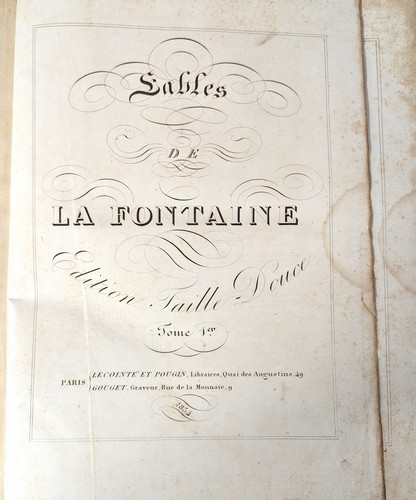 Fables
DE
LA FONTAINE
Edition Taille Douce
Tome 1er
PARIS
LECOINTE ET POUGIN, Libraires, Quai des Augustins, 49
GOUGET, Graveur, Rue de la Monnaie, 9
1834